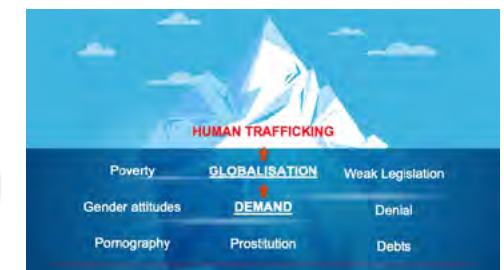 HUMAN TRAFFICKING
Poverty GLOBALISATION Weak Legislation
Gender attitudes DEMAND Denial
Pornography Prostitution Debts